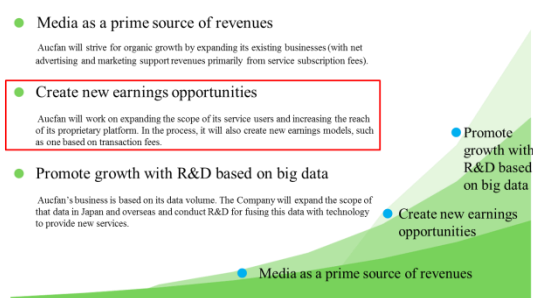 Media as a prime source of revenues
Aucfan will strive for organic growth by expanding its existing businesses (with net
advertising and marketing support revenues primarily from service subscription fees).
Create new earnings opportunities
Aucfan will work on expanding the scope of its service users and increasing the reach
of its proprietary platform. In the process, it will also create new earnings models, such
as one based on transaction fees.
Promote growth with R&D based on big data
Aucfan's business is based on its data volume. The Company will expand the scope of
that data in Japan and overseas and conduct R&D for fusing this data with technology
to provide new services.
Promote
growth with
R&D based
on big data
Create new earnings
opportunities
Media as a prime source of revenues